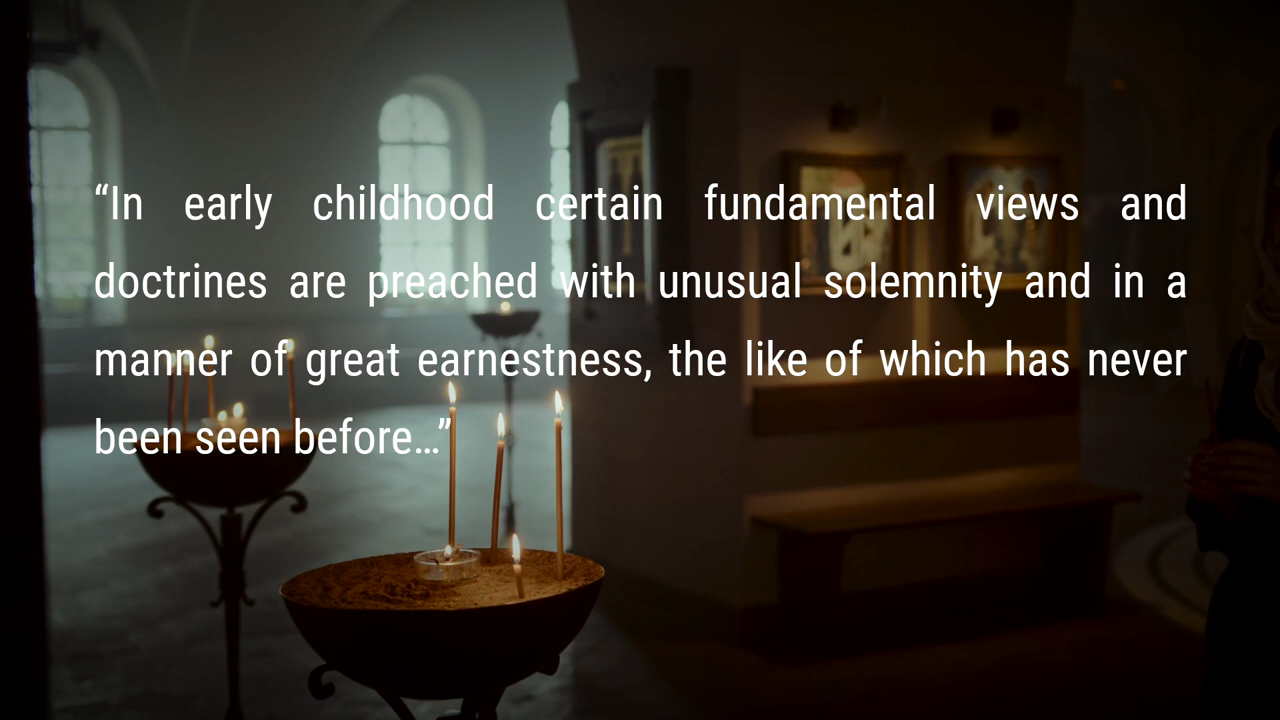 “In early childhood certain fundamental views and
doctrines are preached with unusual solemnity and in a
manner of great earnestness, the like of which has never
been seen before…”